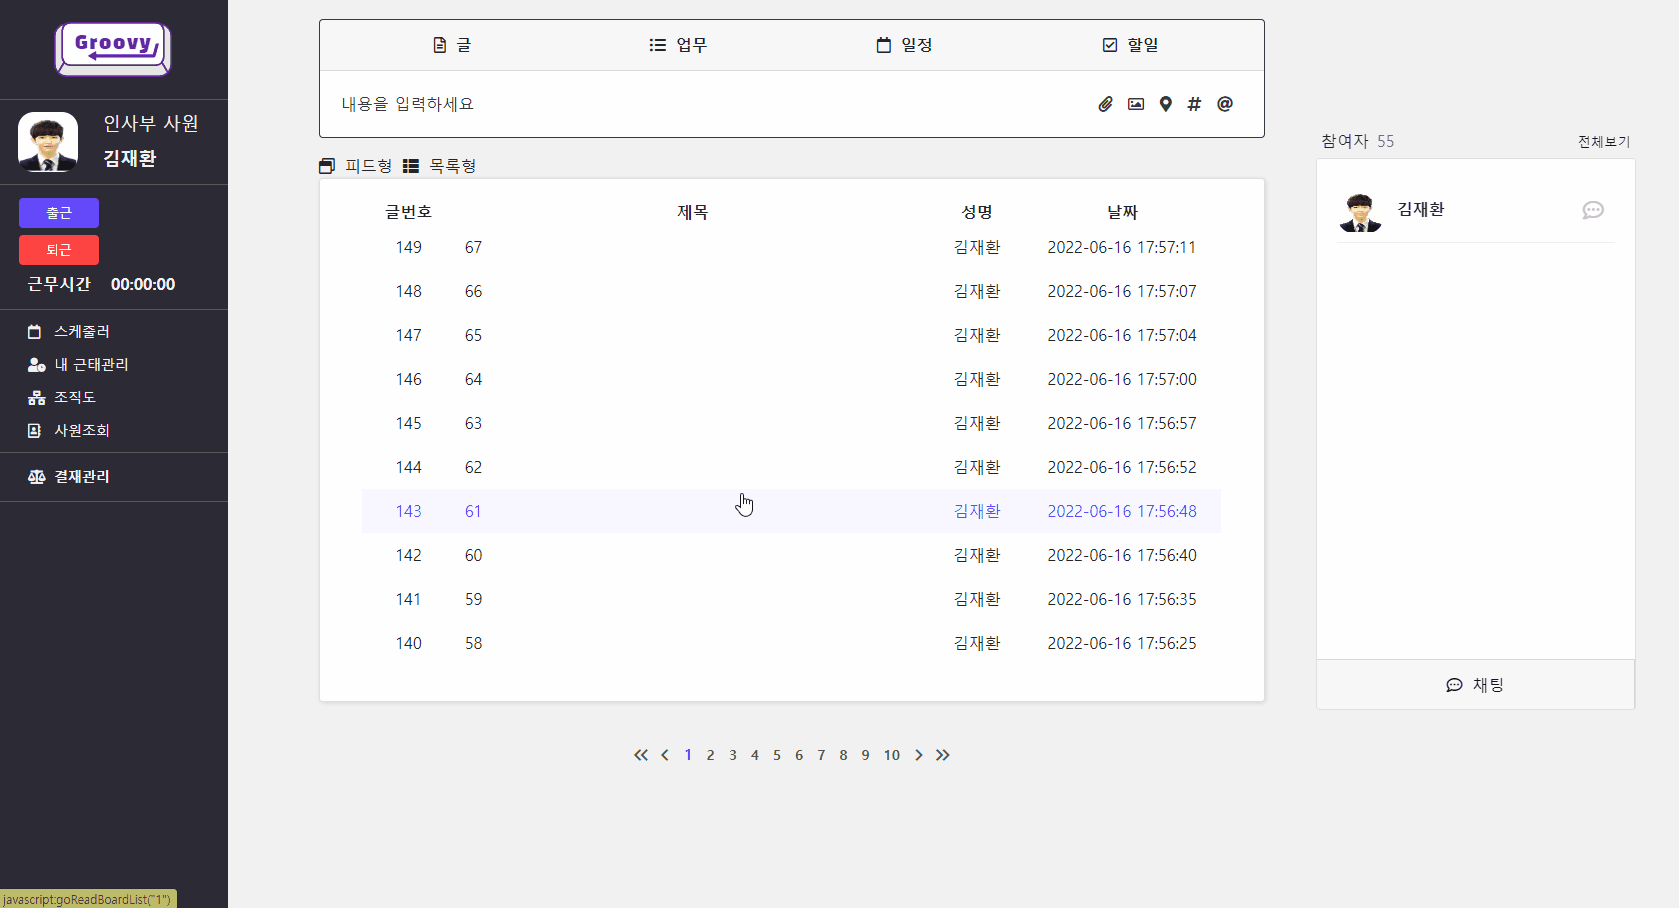 Groovy
인사부 사원
김재환
출근
퇴근
근무시간 00:00:00
스케줄러
내 근태관리
조직도
사원조회
결재관리
javascript:goReadBoardList("1")
글 업무 일정 할일
내용을 입력하세요
피드형 목록형
글번호 제목 성명 날짜
149 67 김재환 2022-06-16 17:57:11
148 66 김재환 2022-06-16 17:57:07
147 65 김재환 2022-06-16 17:57:04
146 64 김재환 2022-06-16 17:57:00
145 63 김재환 2022-06-16 17:56:57
144 62 김재환 2022-06-16 17:56:52
143 61 김재환 2022-06-16 17:56:48
142 60 김재환 2022-06-16 17:56:40
141 59 김재환 2022-06-16 17:56:35
140 58 김재환 2022-06-16 17:56:25
1 2 3 4 5 6 7 8 9 10
참여자 55 전체보기
김재환
채팅